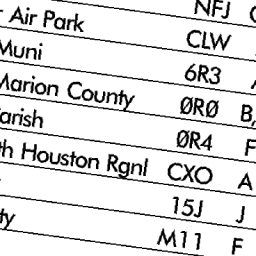 NFJ
Air Park CLW
Muni 6R3
Marion County ØRØ B,
arish ØR4 F
th Houston Rgnl CXO A
15J J
ty M11 F